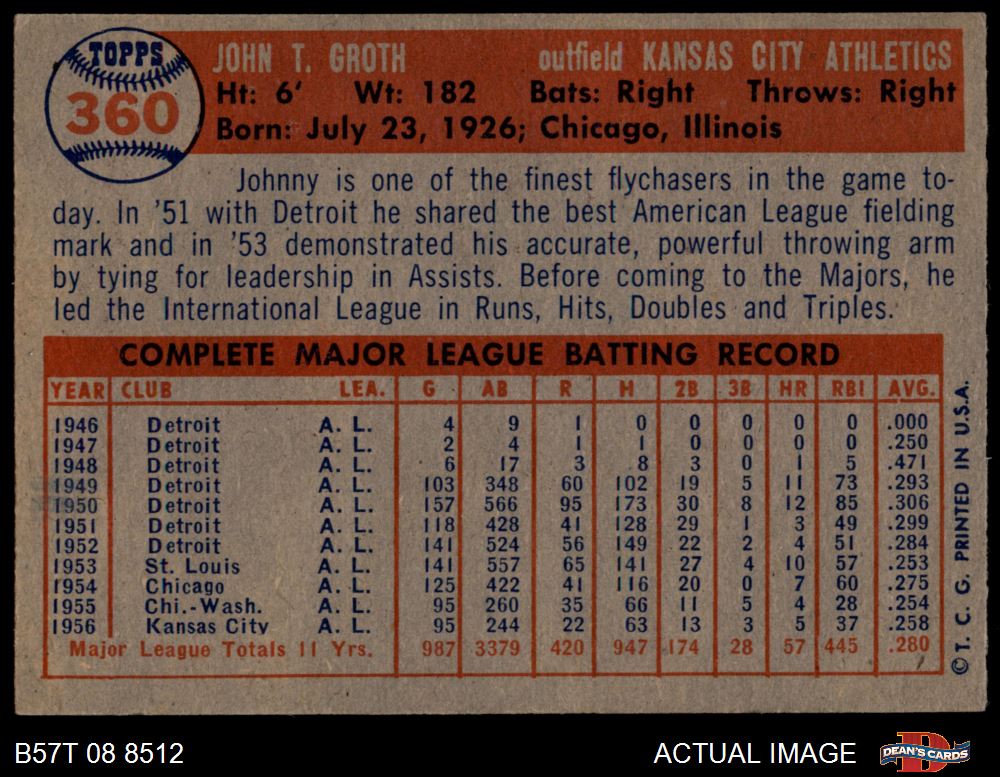 TOPPS
360
JOHN T. GROTH outfield KANSAS CITY ATHLETICS
Ht: 6' Wt: 182 Bats: Right Throws: Right
Born: July 23, 1926; Chicago, Illinois
Johnny is one of the finest flychasers in the game to-
day. In '51 with Detroit he shared the best American League fielding
mark and in '53 demonstrated his accurate, powerful throwing arm
by tying for leadership in Assists. Before coming to the Majors, he
led the International League in Runs, Hits, Doubles and Triples.
COMPLETE MAJOR LEAGUE BATTING RECORD
YEAR CLUB LEA. G AB R H 2B 3B HR RBI AVG.
1946 Detroit A. L. 4 9 1 0 0 0 0 0 .000
1947 Detroit A. L. 2 4 1 1 0 0 0 0 .250
1948 Detroit A. L. 6 17 3 8 3 0 1 5 .471
1949 Detroit A. L. 103 348 60 102 19 5 11 73 .293
1950 Detroit A. L. 157 566 95 173 30 8 12 85 .306
1951 Detroit A. L. 118 428 41 128 29 1 3 49 .299
1952 Detroit A. L. 141 524 56 149 22 2 4 51 .284
1953 St. Louis A. L. 141 557 65 141 27 4 10 57 .253
1954 Chicago A. L. 125 422 41 116 20 0 7 60 .275
1955 Chi.-Wash. A. L. 95 260 35 66 11 5 4 28 .254
1956 Kansas City A. L. 95 244 22 63 13 3 5 37 .258
Major League Totals 11 Yrs. 987 3379 420 947 174 28 57 445 .280
©T. C. G. PRINTED IN U.S.A.
B57T 08 8512 ACTUAL IMAGE DEAN'S CARDS